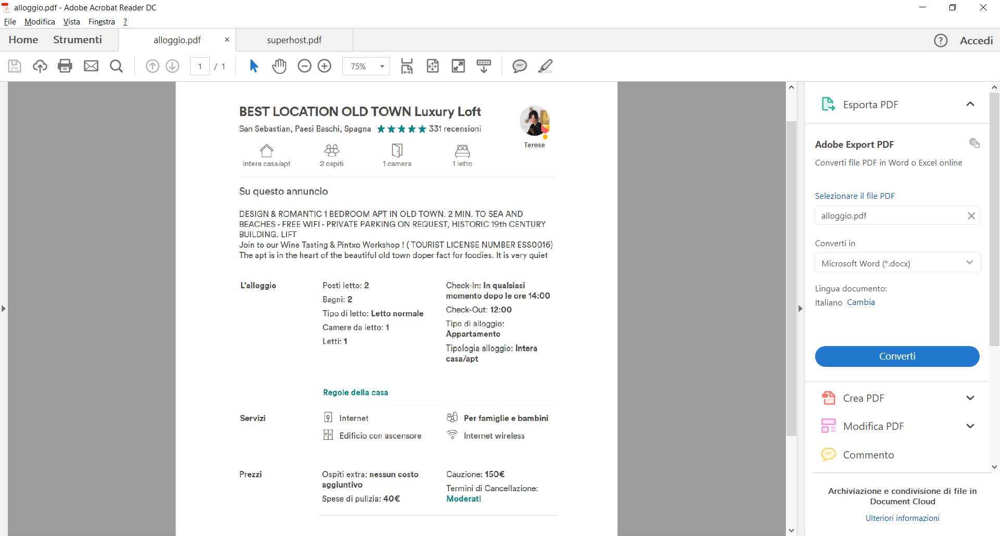 alloggio.pdf - Adobe Acrobat Reader DC
File Modifica Vista Finestra ?
Home Strumenti alloggio.pdf superhost.pdf Accedi
1 / 1 75%
BEST LOCATION OLD TOWN Luxury Loft
San Sebastian, Paesi Baschi, Spagna 331 recensioni
Terese
Intera casa/apt 2 ospiti 1 camera 1 letto
Su questo annuncio
DESIGN & ROMANTIC 1 BEDROOM APT IN OLD TOWN. 2 MIN. TO SEA AND
BEACHES - FREE WIFI - PRIVATE PARKING ON REQUEST, HISTORIC 19th CENTURY
BUILDING. LIFT
Join to our Wine Tasting & Pintxo Workshop ! ( TOURIST LICENSE NUMBER ESS0016)
The apt is in the heart of the beautiful old town doper fact for foodies. It is very quiet
L'alloggio
Posti letto: 2
Bagni: 2
Tipo di letto: Letto normale
Camere da letto: 1
Letti: 1
Check-In: In qualsiasi
momento dopo le ore 14:00
Check-Out: 12:00
Tipo di alloggio:
Appartamento
Tipologia alloggio: Intera
casa/apt
Regole della casa
Servizi
Internet
Per famiglie e bambini
Edificio con ascensore
Internet wireless
Prezzi
Ospiti extra: nessun costo
aggiuntivo
Spese di pulizia: 40€
Cauzione: 150€
Termini di Cancellazione:
Moderati
Esporta PDF
Adobe Export PDF
Converti file PDF in Word o Excel online
Selezionare il file PDF
alloggio.pdf
Converti in
Microsoft Word (*.docx)
Lingua documento:
Italiano Cambia
Converti
Crea PDF
Modifica PDF
Commento
Archiviazione e condivisione di file in
Document Cloud
Ulteriori informazioni